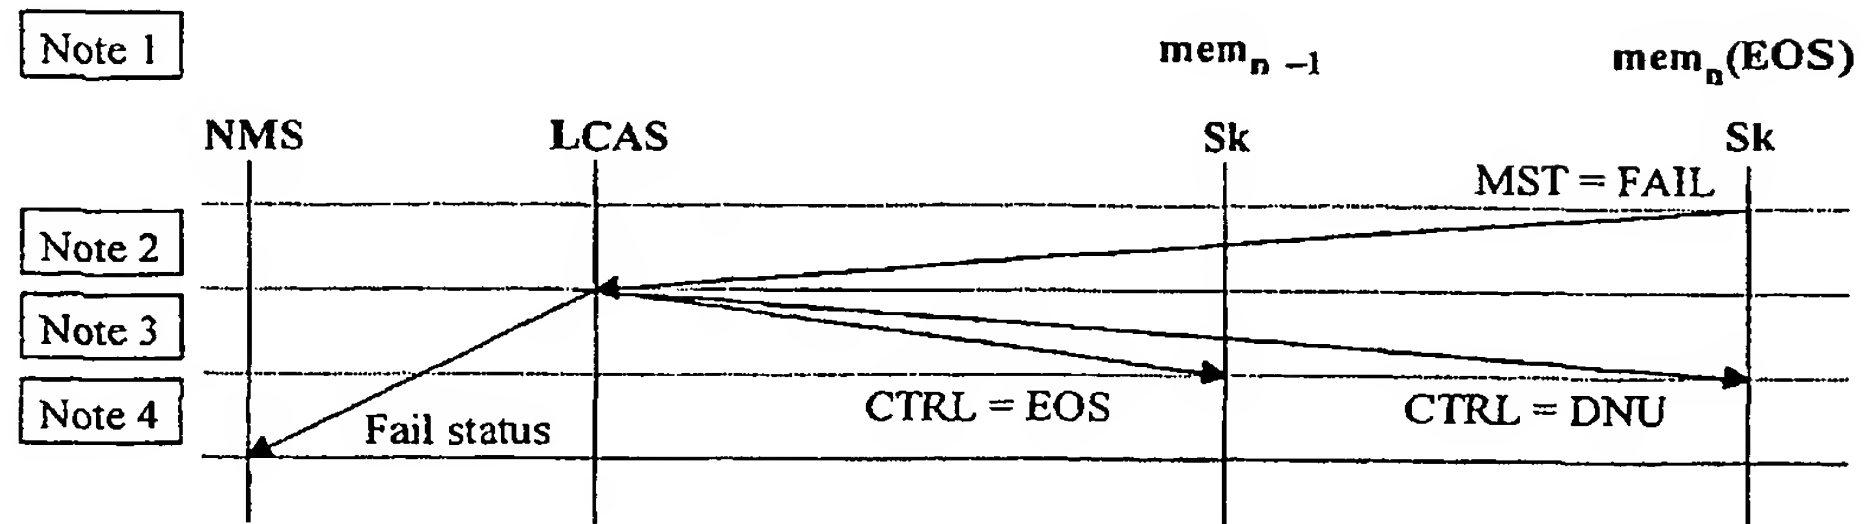 Note 1
mem_n −1
mem_n(EOS)
NMS
LCAS
Sk
Sk
MST = FAIL
Note 2
Note 3
Note 4
CTRL = EOS
CTRL = DNU
Fail status